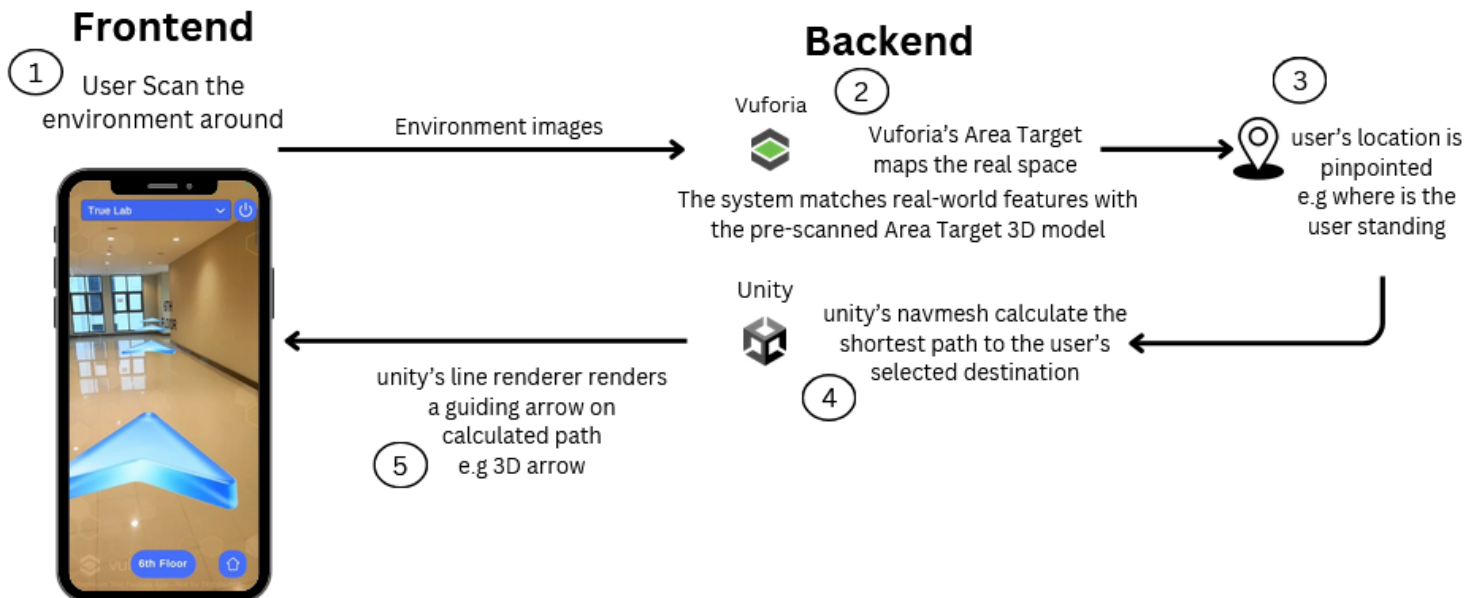 Frontend
Backend
1
User Scan the
environment around
Environment images
Vuforia
2
Vuforia's Area Target
maps the real space
The system matches real-world features with
the pre-scanned Area Target 3D model
3
user's location is
pinpointed
e.g where is the
user standing
Unity
unity's navmesh calculate the
shortest path to the user's
selected destination
4
unity's line renderer renders
a guiding arrow on
calculated path
e.g 3D arrow
5
True Lab
6th Floor